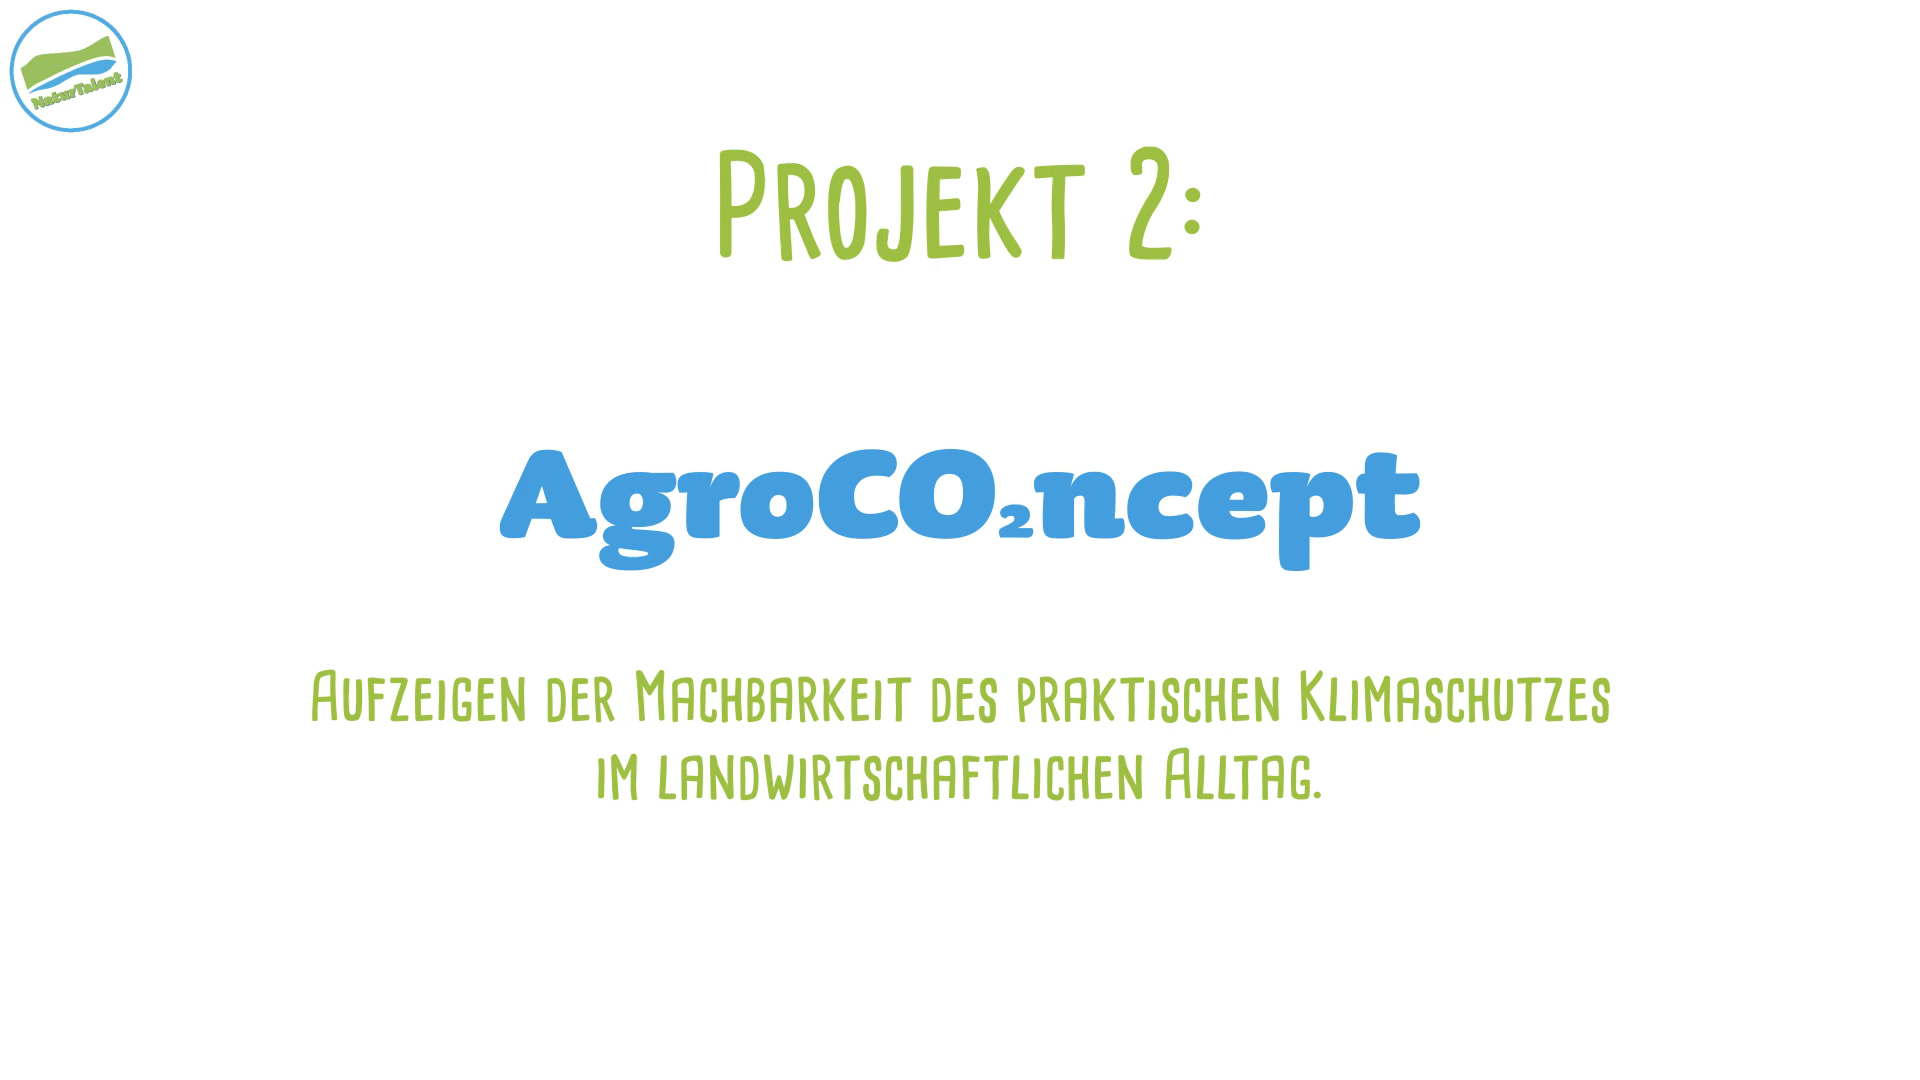 NaturTalent
Projekt 2:
AgroCO₂ncept
Aufzeigen der Machbarkeit des praktischen Klimaschutzes
im landwirtschaftlichen Alltag.